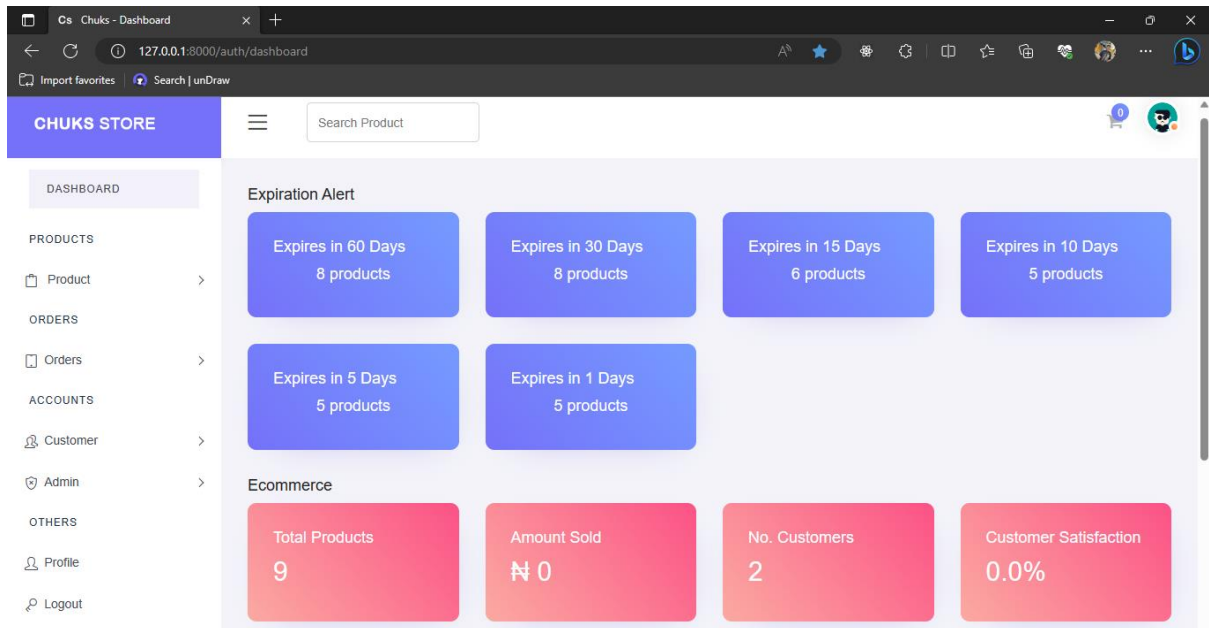 Cs Chuks - Dashboard
127.0.0.1:8000/auth/dashboard
Import favorites Search | unDraw
CHUKS STORE
Search Product
0
DASHBOARD
PRODUCTS
Product
ORDERS
Orders
ACCOUNTS
Customer
Admin
OTHERS
Profile
Logout
Expiration Alert
Expires in 60 Days
8 products
Expires in 30 Days
8 products
Expires in 15 Days
6 products
Expires in 10 Days
5 products
Expires in 5 Days
5 products
Expires in 1 Days
5 products
Ecommerce
Total Products
9
Amount Sold
₦ 0
No. Customers
2
Customer Satisfaction
0.0%